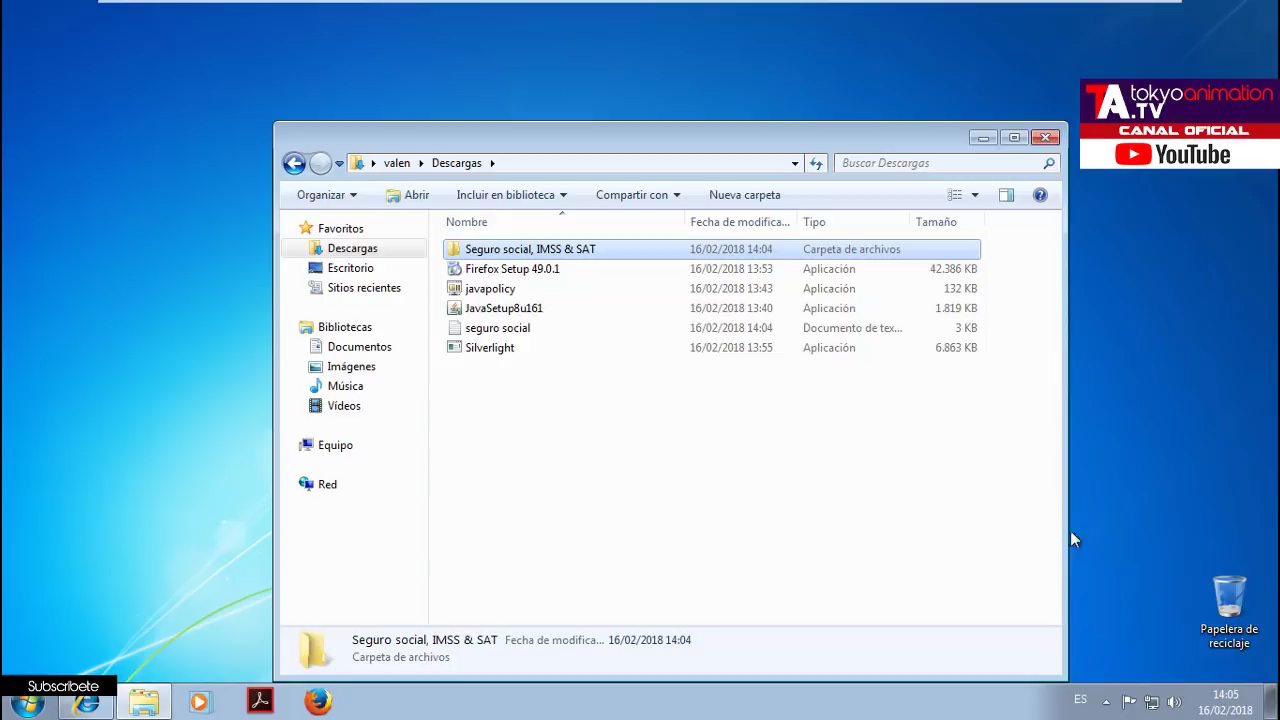 tokyoanimation
TA.TV
CANAL OFICIAL
YouTube
valen
Descargas
Buscar Descargas
Organizar
Abrir
Incluir en biblioteca
Compartir con
Nueva carpeta
Nombre
Fecha de modifica...
Tipo
Tamaño
Favoritos
Descargas
Escritorio
Sitios recientes
Bibliotecas
Documentos
Imágenes
Música
Vídeos
Equipo
Red
Seguro social, IMSS & SAT 16/02/2018 14:04 Carpeta de archivos
Firefox Setup 49.0.1 16/02/2018 13:53 Aplicación 42.386 KB
javapolicy 16/02/2018 13:43 Aplicación 132 KB
JavaSetup8u161 16/02/2018 13:40 Aplicación 1.819 KB
seguro social 16/02/2018 14:04 Documento de tex... 3 KB
Silverlight 16/02/2018 13:55 Aplicación 6.863 KB
Seguro social, IMSS & SAT Fecha de modifica... 16/02/2018 14:04
Carpeta de archivos
Papelera de
reciclaje
Subscribete
ES
14:05
16/02/2018